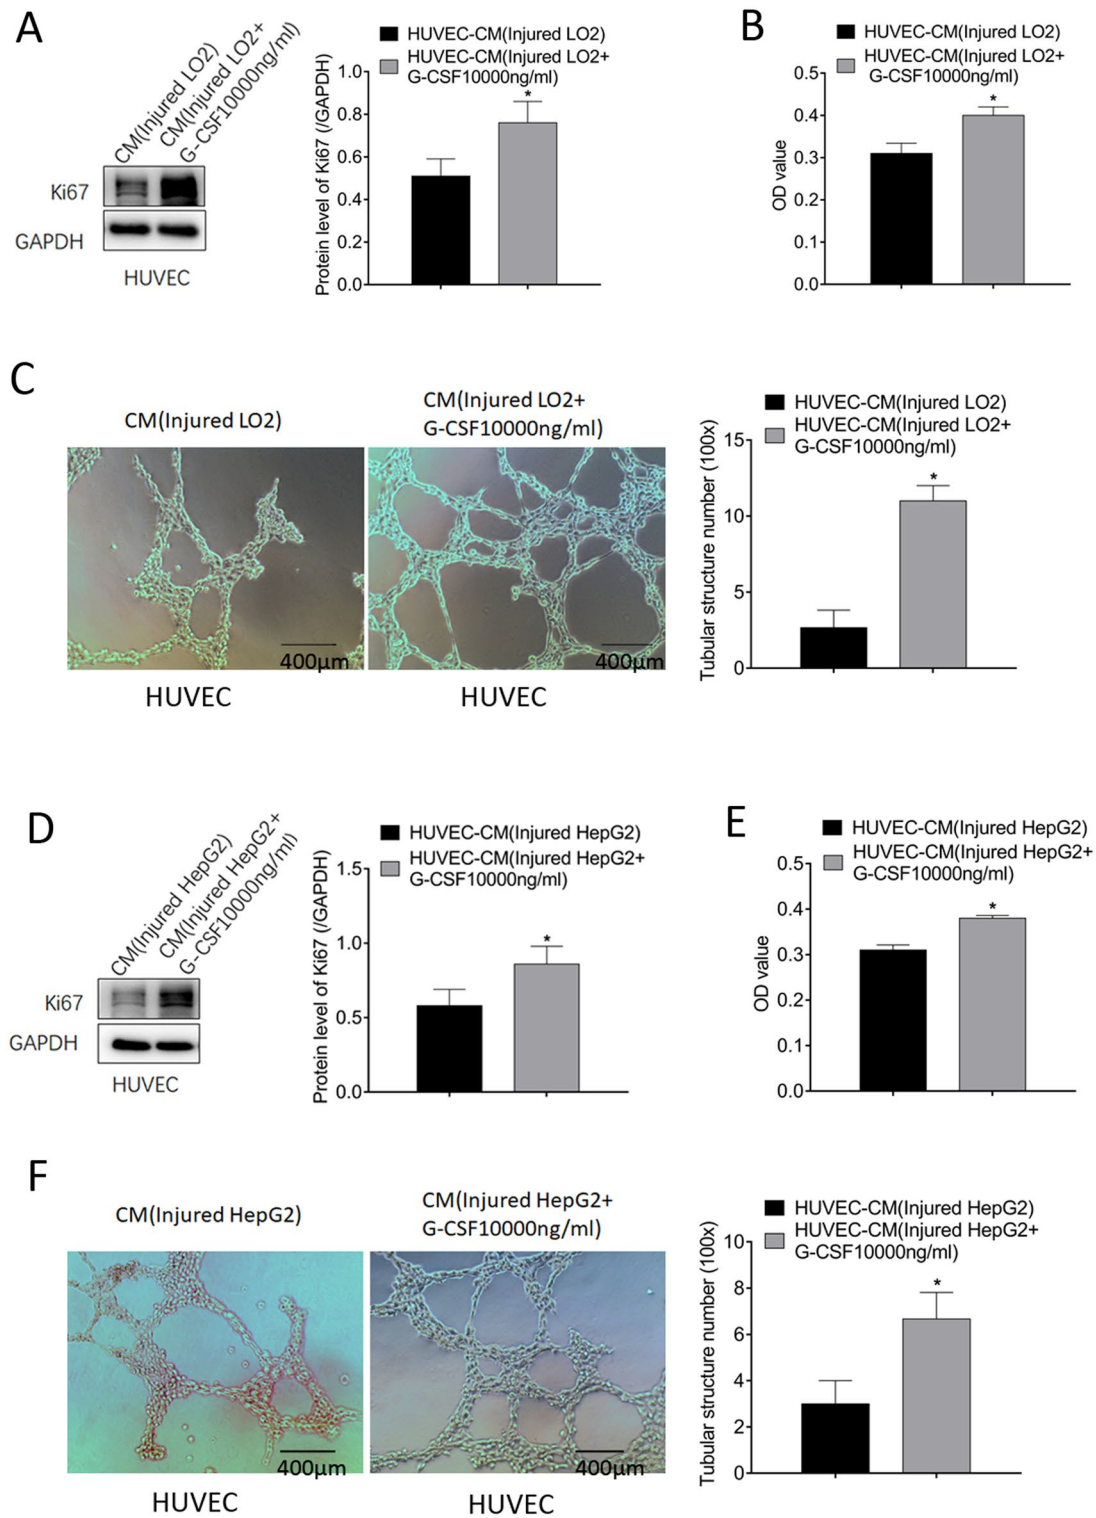 A
CM(Injured LO2)
CM(Injured LO2+
G-CSF10000ng/ml)
Ki67
GAPDH
HUVEC
HUVEC-CM(Injured LO2)
HUVEC-CM(Injured LO2+
G-CSF10000ng/ml)
Protein level of Ki67 (/GAPDH)
1.0
0.8
0.6
0.4
0.2
0.0
*
B
HUVEC-CM(Injured LO2)
HUVEC-CM(Injured LO2+
G-CSF10000ng/ml)
OD value
0.5
0.4
0.3
0.2
0.1
0.0
*
C
CM(Injured LO2)
CM(Injured LO2+
G-CSF10000ng/ml)
400μm
400μm
HUVEC
HUVEC
HUVEC-CM(Injured LO2)
HUVEC-CM(Injured LO2+
G-CSF10000ng/ml)
Tubular structure number (100x)
15
10
5
0
*
D
CM(Injured HepG2)
CM(Injured HepG2+
G-CSF10000ng/ml)
Ki67
GAPDH
HUVEC
HUVEC-CM(Injured HepG2)
HUVEC-CM(Injured HepG2+
G-CSF10000ng/ml)
Protein level of Ki67 (/GAPDH)
1.5
1.0
0.5
0.0
*
E
HUVEC-CM(Injured HepG2)
HUVEC-CM(Injured HepG2+
G-CSF10000ng/ml)
OD value
0.5
0.4
0.3
0.2
0.1
0.0
*
F
CM(Injured HepG2)
CM(Injured HepG2+
G-CSF10000ng/ml)
400μm
400μm
HUVEC
HUVEC
HUVEC-CM(Injured HepG2)
HUVEC-CM(Injured HepG2+
G-CSF10000ng/ml)
Tubular structure number (100x)
10
8
6
4
2
0
*